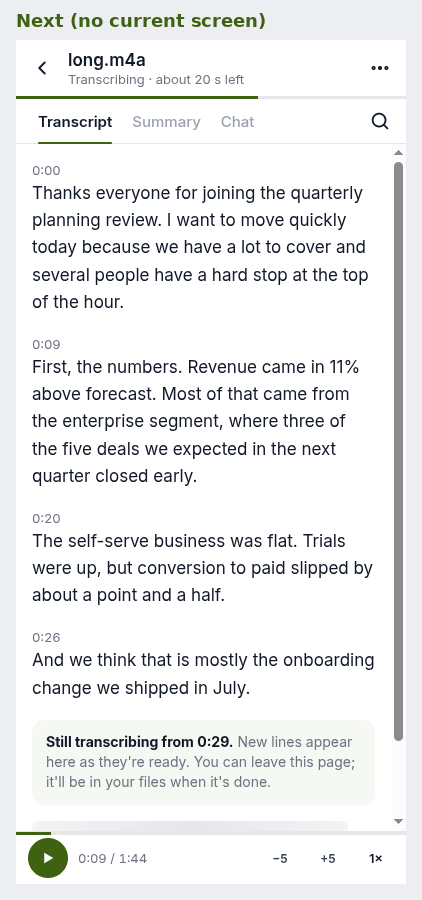 Next (no current screen)
long.m4a
Transcribing · about 20 s left
Transcript Summary Chat
0:00
Thanks everyone for joining the quarterly
planning review. I want to move quickly
today because we have a lot to cover and
several people have a hard stop at the top
of the hour.
0:09
First, the numbers. Revenue came in 11%
above forecast. Most of that came from
the enterprise segment, where three of
the five deals we expected in the next
quarter closed early.
0:20
The self-serve business was flat. Trials
were up, but conversion to paid slipped by
about a point and a half.
0:26
And we think that is mostly the onboarding
change we shipped in July.
Still transcribing from 0:29. New lines appear
here as they're ready. You can leave this page;
it'll be in your files when it's done.
0:09 / 1:44 −5 +5 1×